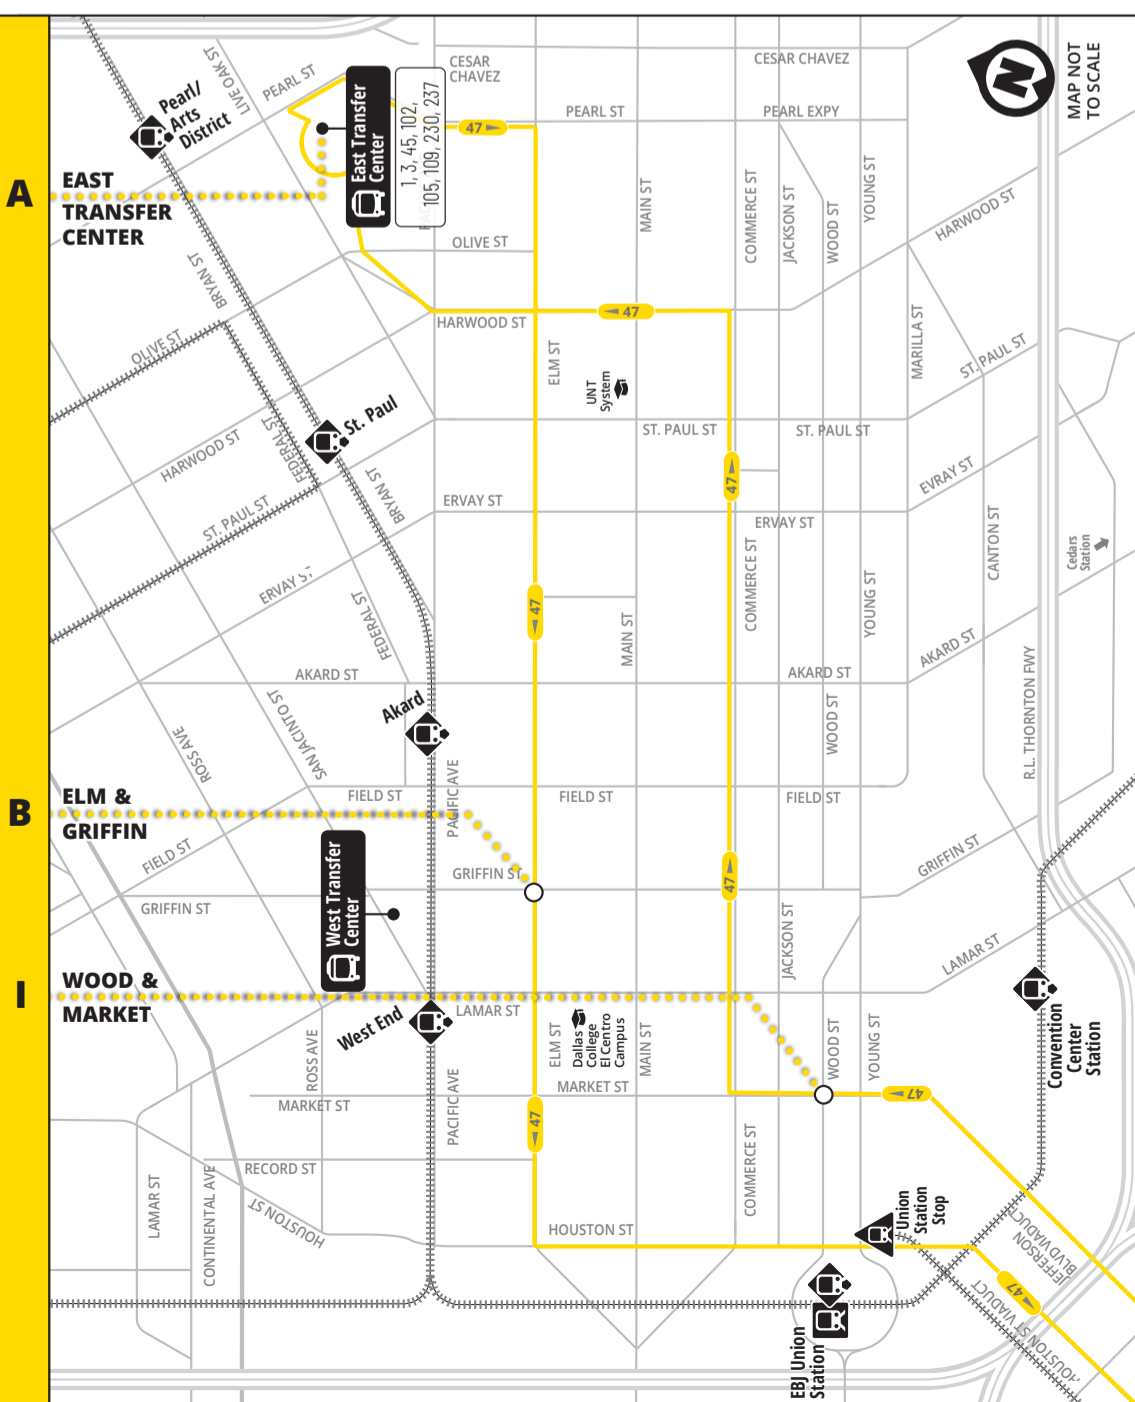 A
EAST
TRANSFER
CENTER
B
ELM &
GRIFFIN
I
WOOD &
MARKET
Pearl/
Arts
District
LIVE OAK ST
PEARL ST
CESAR
CHAVEZ
CESAR CHAVEZ
N
MAP NOT
TO SCALE
East Transfer
Center
1, 3, 45, 102,
105, 109, 230, 237
47
PEARL ST
PEARL EXPY
MAIN ST
COMMERCE ST
JACKSON ST
WOOD ST
YOUNG ST
HARWOOD ST
BRYAN ST
OLIVE ST
OLIVE ST
HARWOOD ST
47
ELM ST
UNT
System
MARILLA ST
ST. PAUL ST
St. Paul
HARWOOD ST
FEDERAL ST
FEDERAL ST
ST. PAUL ST
ST. PAUL ST
ST. PAUL ST
BRYAN ST
ERVAY ST
ERVAY ST
ERVAY ST
EVRAY ST
47
CANTON ST
Cedars
Station
47
MAIN ST
COMMERCE ST
YOUNG ST
AKARD ST
AKARD ST
AKARD ST
R.L. THORNTON FWY
ROSS AVE
SAN JACINTO ST
Akard
WOOD ST
PACIFIC AVE
FIELD ST
FIELD ST
FIELD ST
FIELD ST
GRIFFIN ST
GRIFFIN ST
GRIFFIN ST
47
West Transfer
Center
JACKSON ST
LAMAR ST
West End
LAMAR ST
ROSS AVE
ELM ST
Dallas
College
El Centro
Campus
MAIN ST
WOOD ST
YOUNG ST
Convention
Center
Station
MARKET ST
MARKET ST
PACIFIC AVE
47
47
COMMERCE ST
RECORD ST
LAMAR ST
CONTINENTAL AVE
HOUSTON ST
HOUSTON ST
Union
Station
Stop
JEFFERSON
BLVD VIADUCT
47
HOUSTON ST VIADUCT
EBJ Union
Station